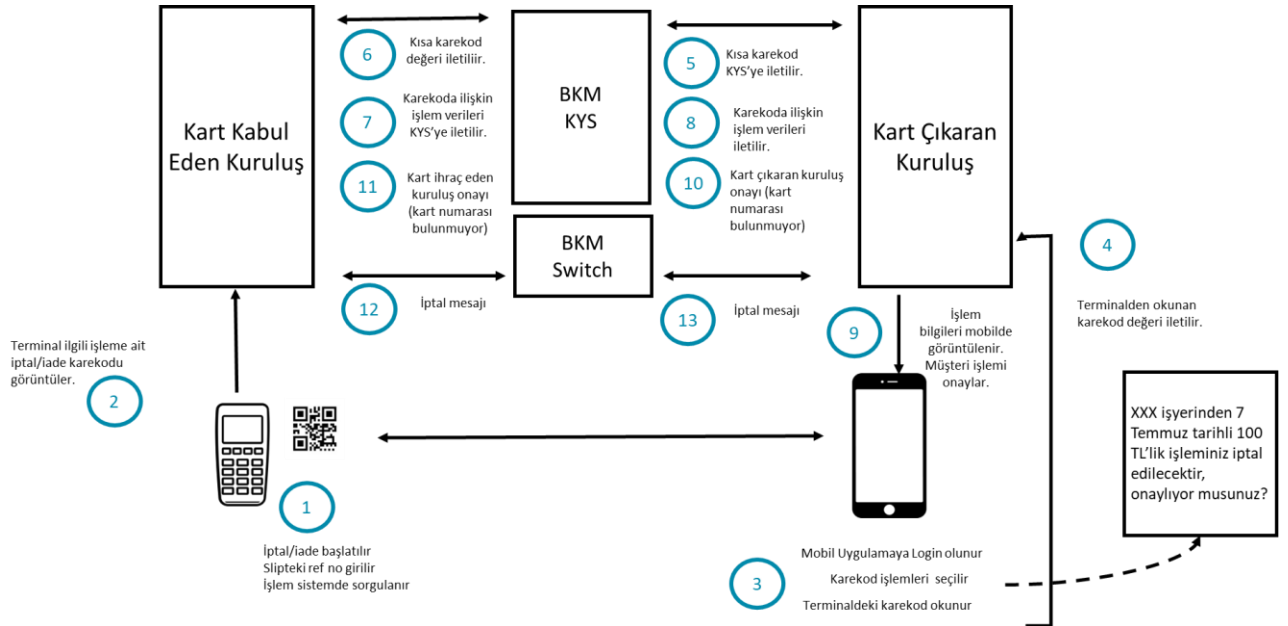 Kart Kabul
Eden Kuruluş
6
Kısa karekod
değeri iletiliir.
7
Karekoda ilişkin
işlem verileri
KYS’ye iletilir.
11
Kart ihraç eden
kuruluş onayı
(kart numarası
bulunmuyor)
BKM
KYS
BKM
Switch
5
Kısa karekod
KYS’ye iletilir.
8
Karekoda ilişkin
işlem verileri
iletilir.
10
Kart çıkaran kuruluş
onayı (kart
numarası
bulunmuyor)
Kart Çıkaran
Kuruluş
4
Terminalden okunan
karekod değeri iletilir.
12
İptal mesajı
13
İptal mesajı
9
İşlem
bilgileri mobilde
görüntülenir.
Müşteri işlemi
onaylar.
Terminal ilgili işleme ait
iptal/iade karekodu
görüntüler.
2
1
İptal/iade başlatılır
Slipteki ref no girilir
İşlem sistemde sorgulanır
3
Mobil Uygulamaya Login olunur
Karekod işlemleri seçilir
Terminaldeki karekod okunur
XXX işyerinden 7
Temmuz tarihli 100
TL’lik işleminiz iptal
edilecektir,
onaylıyor musunuz?